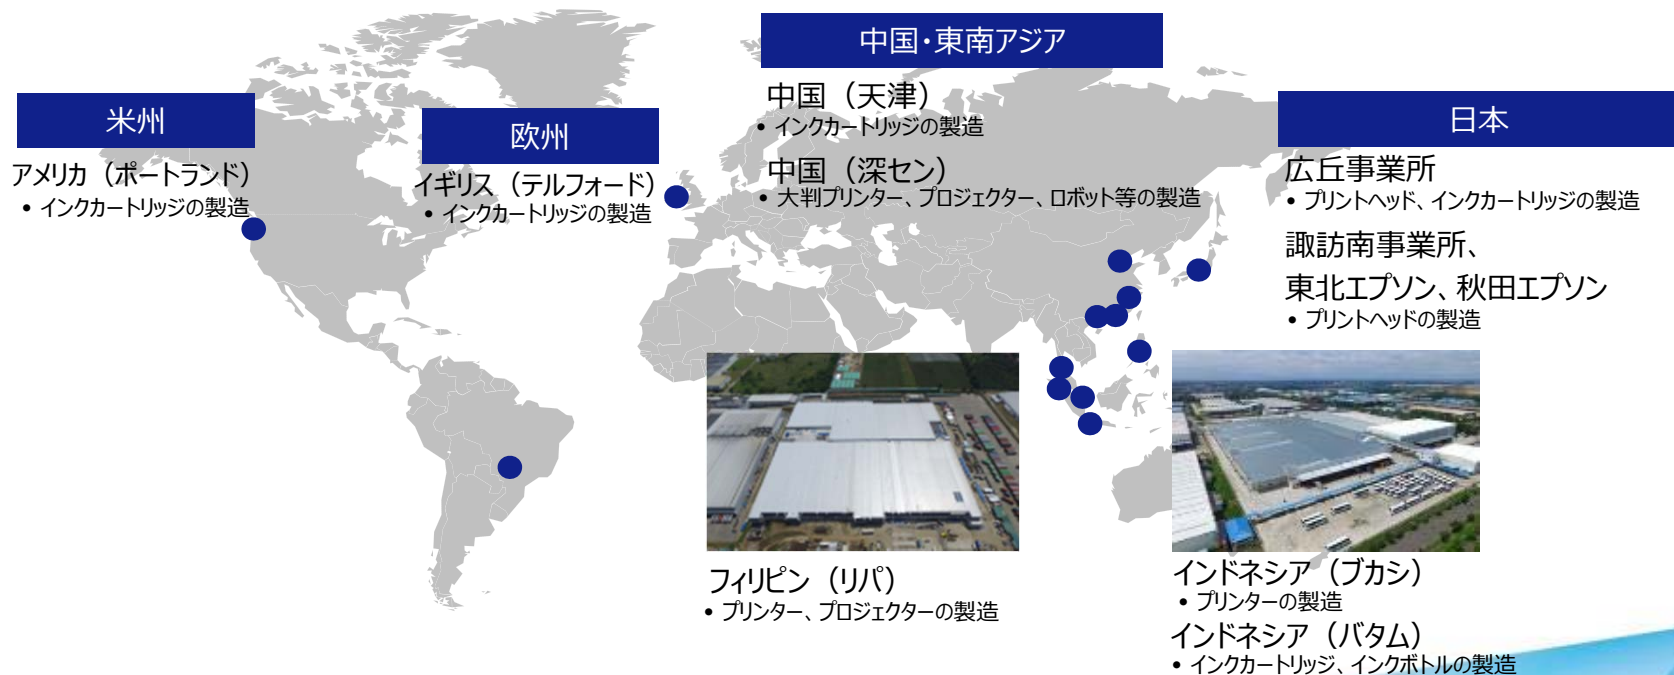 米州
アメリカ（ポートランド）
• インクカートリッジの製造
欧州
イギリス（テルフォード）
• インクカートリッジの製造
中国・東南アジア
中国（天津）
• インクカートリッジの製造
中国（深セン）
• 大判プリンター、プロジェクター、ロボット等の製造
日本
広丘事業所
• プリントヘッド、インクカートリッジの製造
諏訪南事業所、
東北エプソン、秋田エプソン
• プリントヘッドの製造
フィリピン（リパ）
• プリンター、プロジェクターの製造
インドネシア（ブカシ）
• プリンターの製造
インドネシア（バタム）
• インクカートリッジ、インクボトルの製造